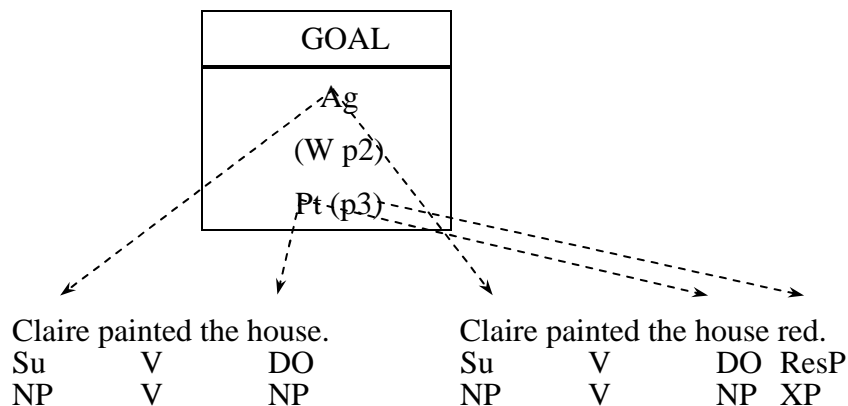 GOAL
Ag
(W p2)
Pt (p3)
Claire painted the house. Claire painted the house red.
Su V DO Su V DO ResP
NP V NP NP V NP XP